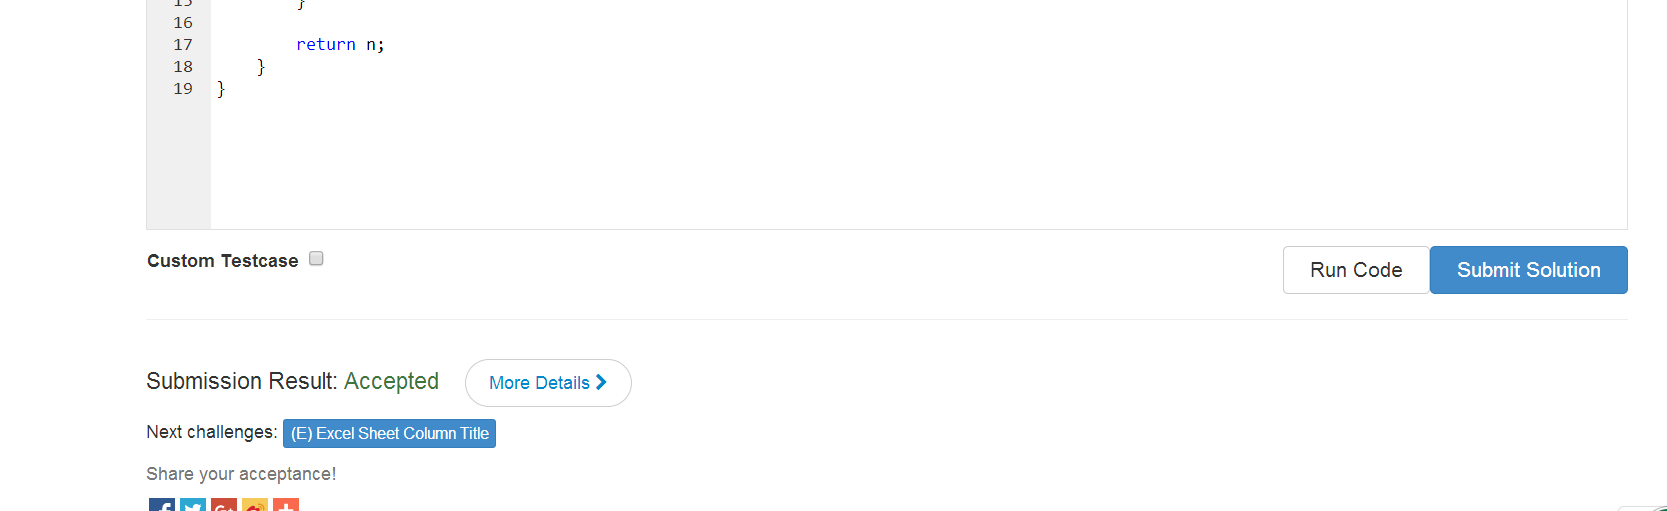 15 }
16
17 return n;
18 }
19 }
Custom Testcase
Run Code
Submit Solution
Submission Result: Accepted
More Details
Next challenges: (E) Excel Sheet Column Title
Share your acceptance!